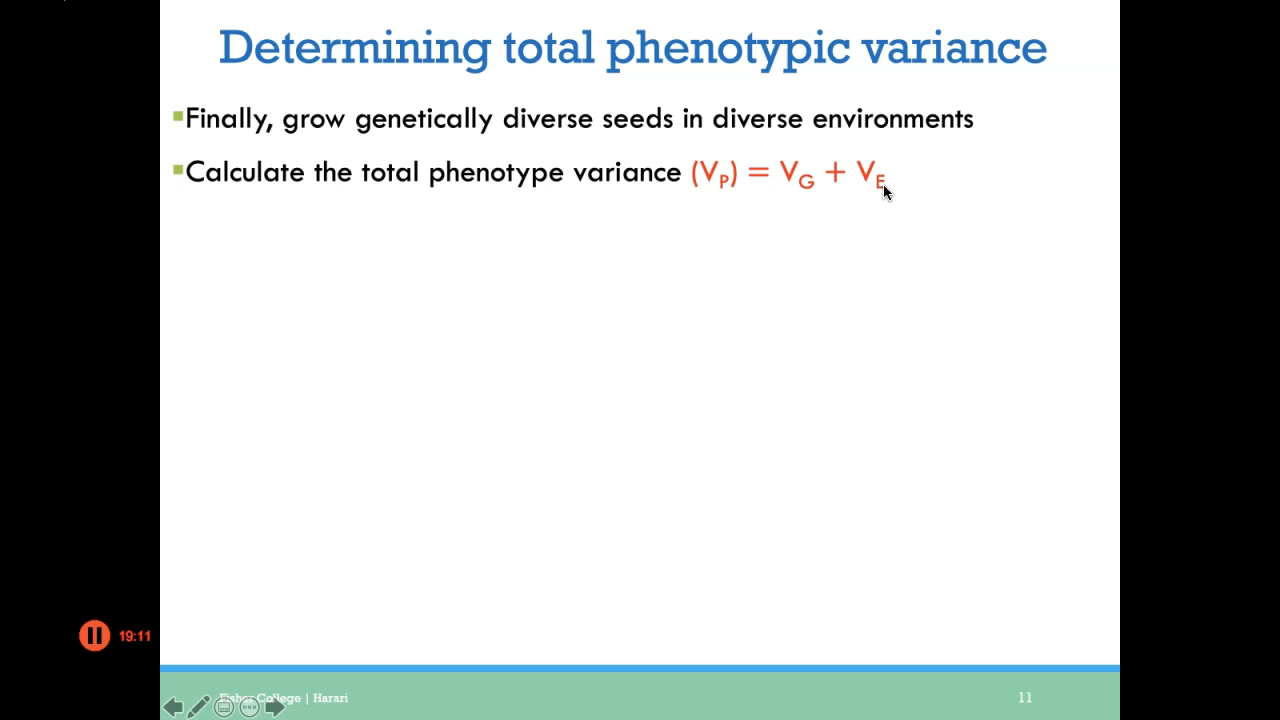 Determining total phenotypic variance
Finally, grow genetically diverse seeds in diverse environments
Calculate the total phenotype variance (VP) = VG + VE
19:11
Fisher College | Harari
11